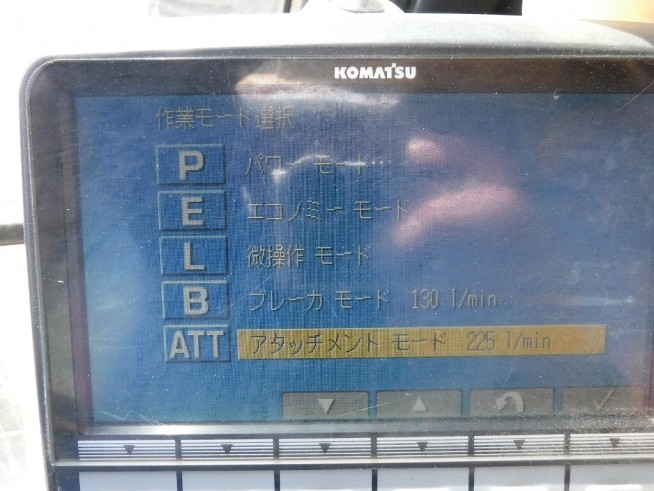 KOMATSU
作業モード選択
P パワー モード
E エコノミー モード
L 微操作 モード
B ブレーカ モード 130 l/min
ATT アタッチメント モード 225 l/min